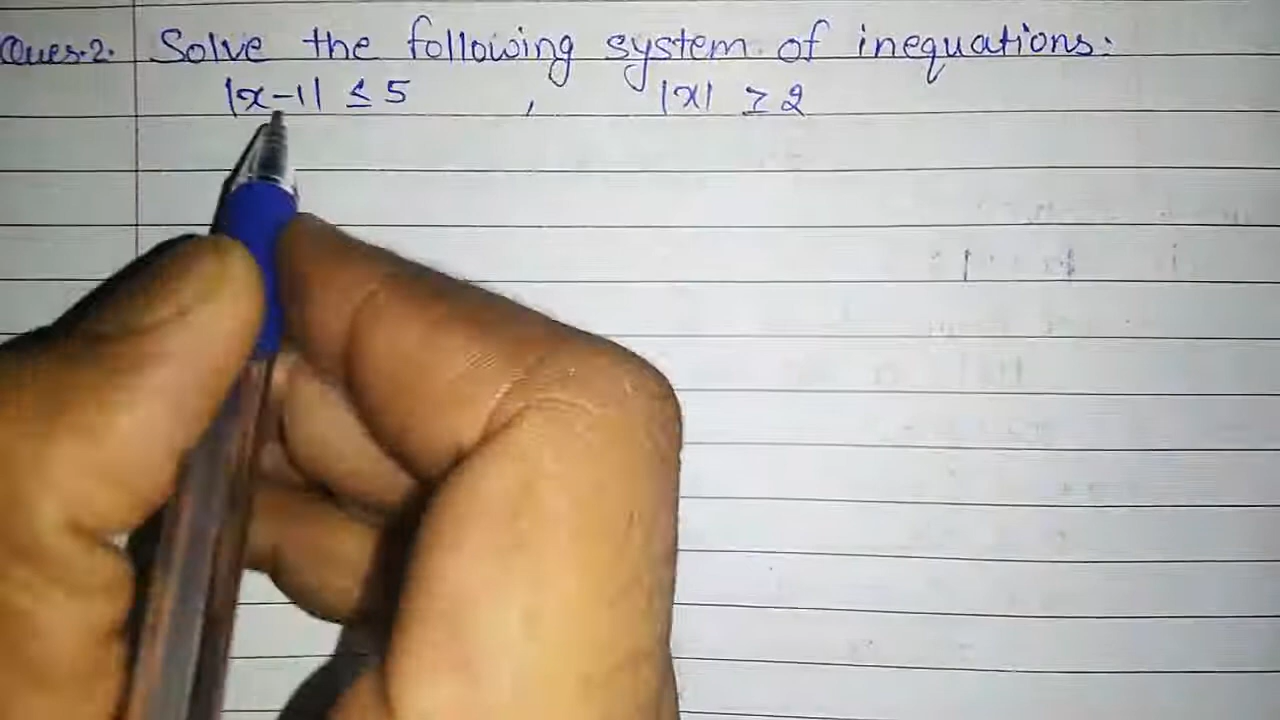 Ques.2. Solve the following system of inequations:
|x-1| ≤ 5 , |x| ≥ 2